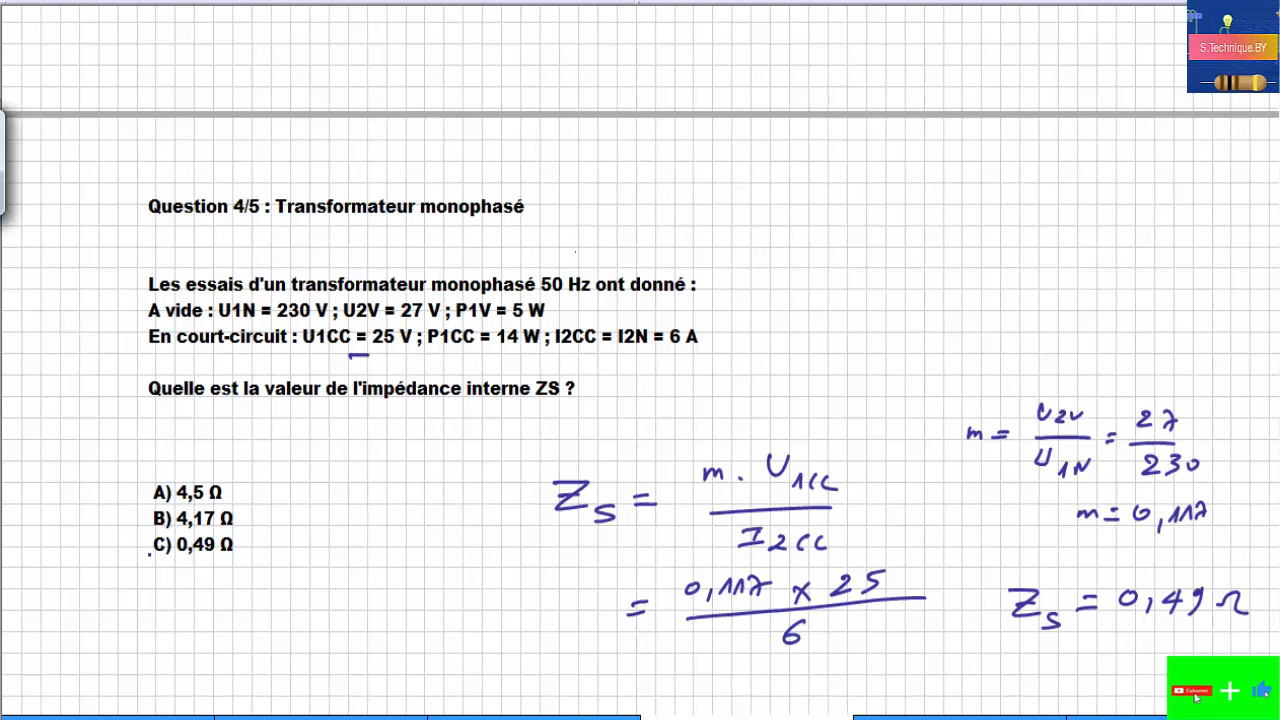 S.Technique.BY
Question 4/5 : Transformateur monophasé
Les essais d'un transformateur monophasé 50 Hz ont donné :
A vide : U1N = 230 V ; U2V = 27 V ; P1V = 5 W
En court-circuit : U1CC = 25 V ; P1CC = 14 W ; I2CC = I2N = 6 A
Quelle est la valeur de l'impédance interne ZS ?
A) 4,5 Ω
B) 4,17 Ω
C) 0,49 Ω
m = U2V / U1N = 27 / 230
m = 0,117
ZS = m . U1CC / I2CC
= 0,117 x 25 / 6
ZS = 0,49 Ω